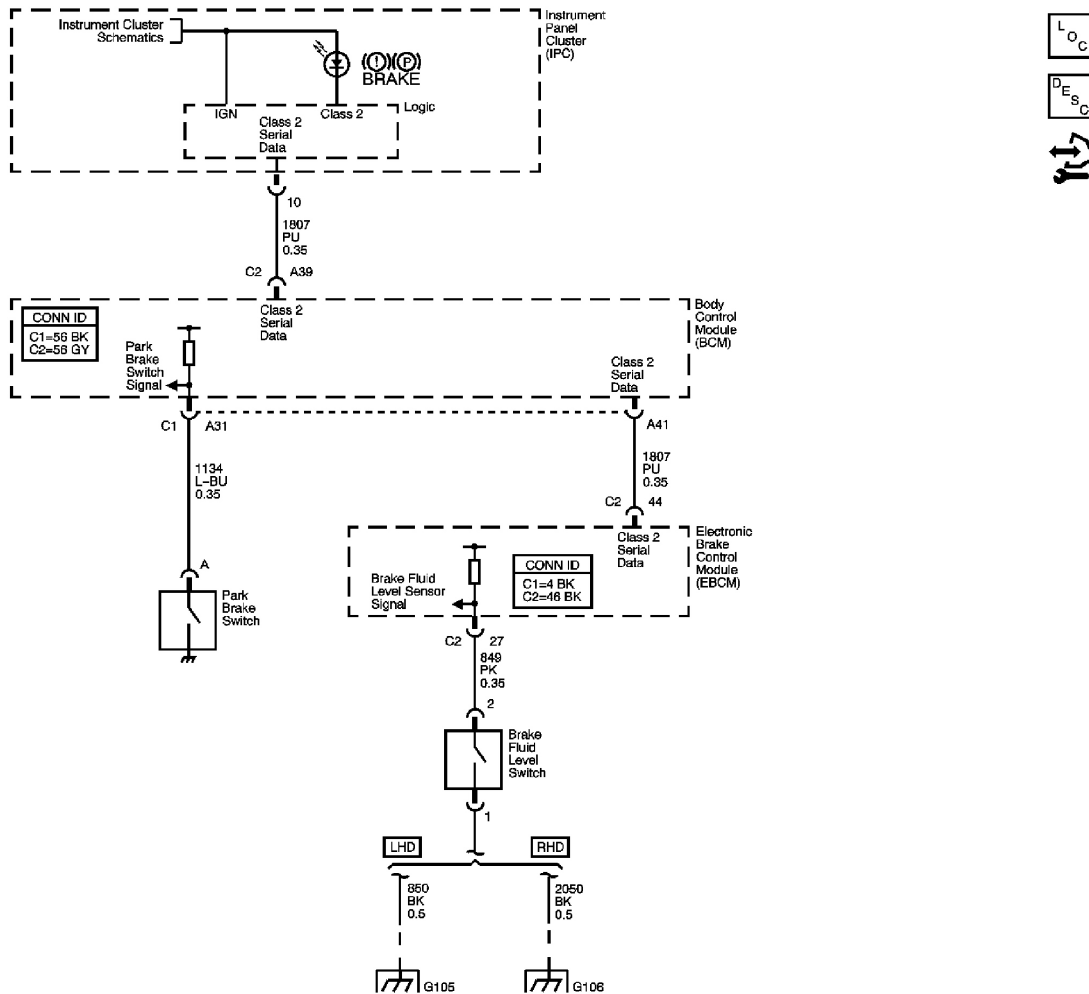 Instrument Cluster
Schematics
Instrument
Panel
Cluster
(IPC)
(!)(P)
BRAKE
IGN
Class 2
Logic
Class 2
Serial
Data
10
1807
PU
0.35
C2
A39
Class 2
Serial
Data
Body
Control
Module
(BCM)
CONN ID
C1=56 BK
C2=56 GY
Park
Brake
Switch
Signal
Class 2
Serial
Data
C1
A31
A41
1134
L-BU
0.35
1807
PU
0.35
C2
44
A
Park
Brake
Switch
Class 2
Serial
Data
Electronic
Brake
Control
Module
(EBCM)
Brake Fluid
Level Sensor
Signal
CONN ID
C1=4 BK
C2=46 BK
C2
27
849
PK
0.35
2
Brake
Fluid
Level
Switch
1
LHD
RHD
850
BK
0.5
2050
BK
0.5
G105
G106
LOC
DESC